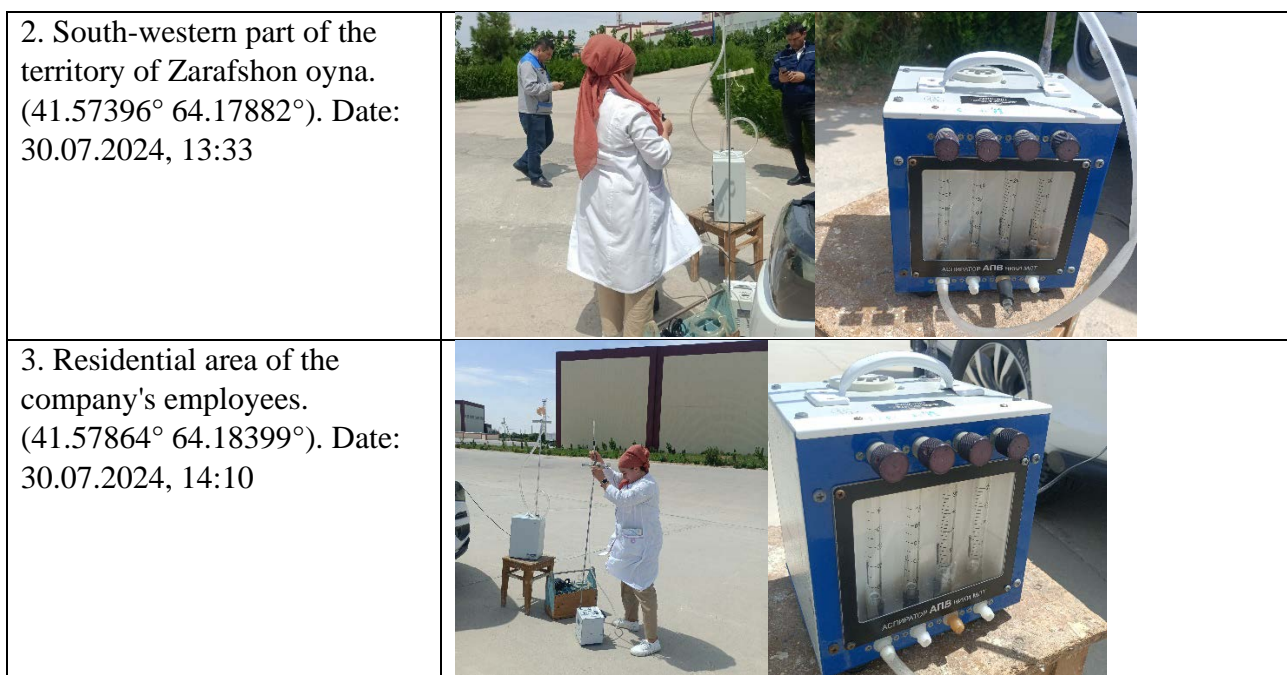 2. South-western part of the
territory of Zarafshon oyna.
(41.57396° 64.17882°). Date:
30.07.2024, 13:33
АСПИРАТОР АПВ
3. Residential area of the
company's employees.
(41.57864° 64.18399°). Date:
30.07.2024, 14:10
АСПИРАТОР АПВ